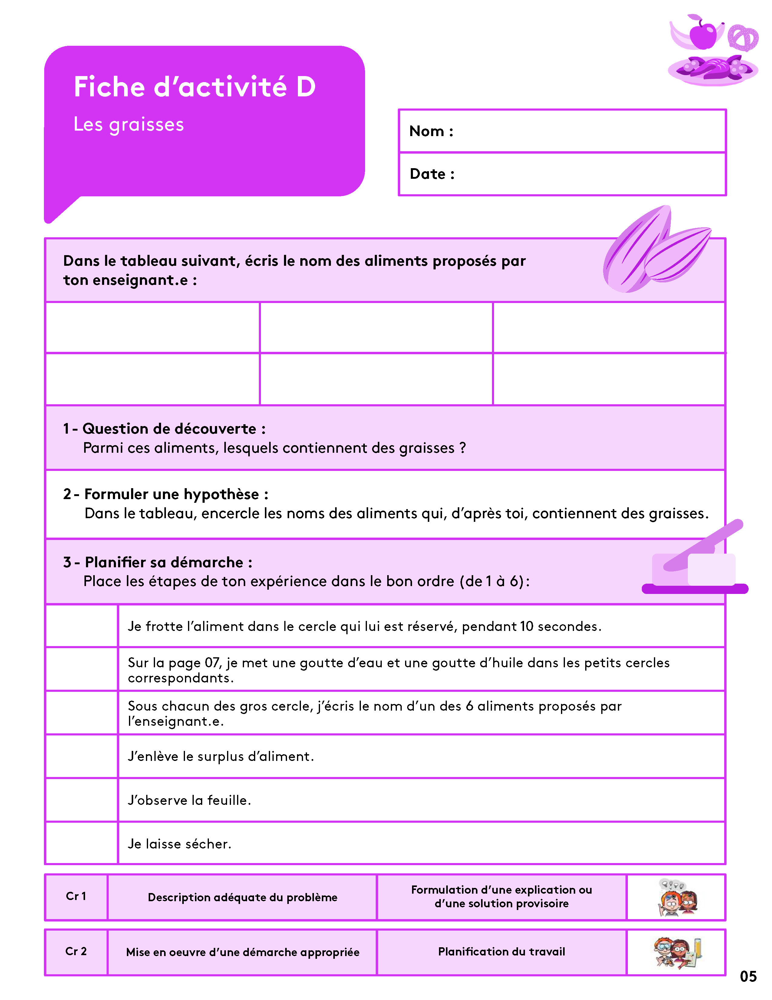 Fiche d’activité D
Les graisses
Nom :
Date :
Dans le tableau suivant, écris le nom des aliments proposés par
ton enseignant.e :
1 - Question de découverte :
Parmi ces aliments, lesquels contiennent des graisses ?
2 - Formuler une hypothèse :
Dans le tableau, encercle les noms des aliments qui, d’après toi, contiennent des graisses.
3 - Planifier sa démarche :
Place les étapes de ton expérience dans le bon ordre (de 1 à 6):
Je frotte l’aliment dans le cercle qui lui est réservé, pendant 10 secondes.
Sur la page 07, je met une goutte d’eau et une goutte d’huile dans les petits cercles
correspondants.
Sous chacun des gros cercle, j’écris le nom d’un des 6 aliments proposés par
l’enseignant.e.
J’enlève le surplus d’aliment.
J’observe la feuille.
Je laisse sécher.
Cr 1
Description adéquate du problème
Formulation d’une explication ou
d’une solution provisoire
Cr 2
Mise en oeuvre d’une démarche appropriée
Planification du travail
05